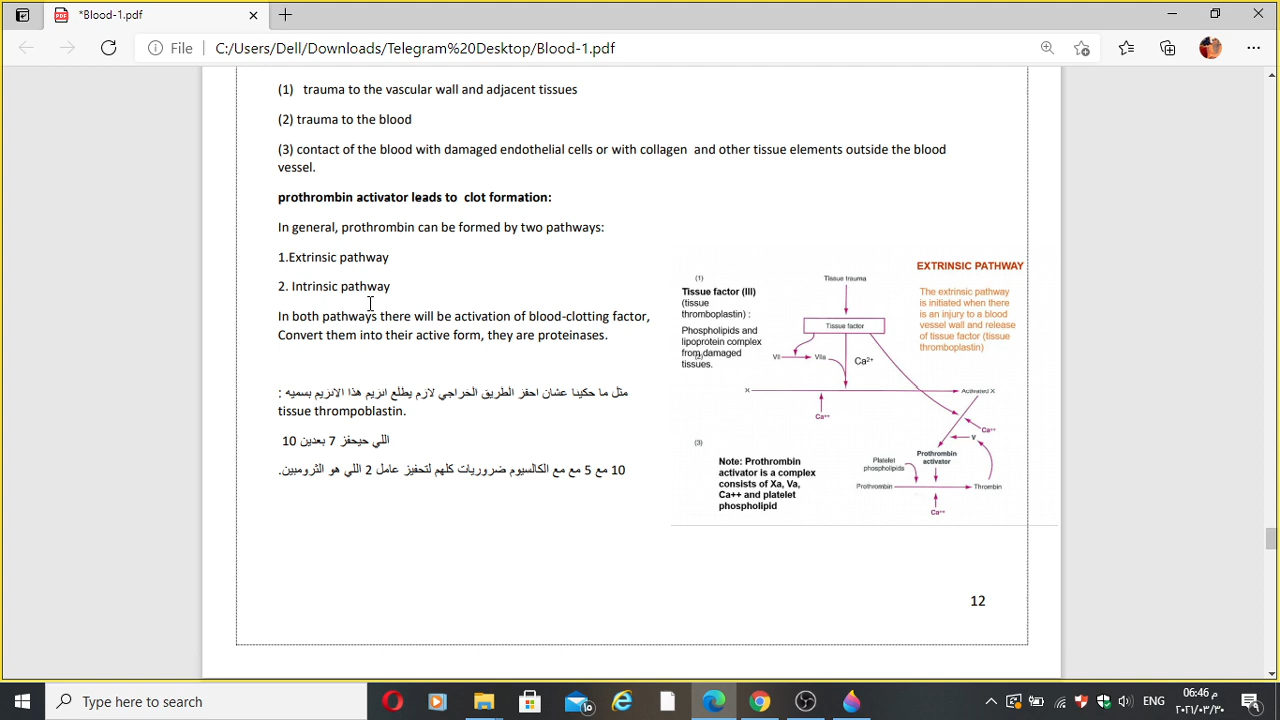 *Blood-1.pdf
File
C:/Users/Dell/Downloads/Telegram%20Desktop/Blood-1.pdf
(1) trauma to the vascular wall and adjacent tissues
(2) trauma to the blood
(3) contact of the blood with damaged endothelial cells or with collagen and other tissue elements outside the blood
vessel.
prothrombin activator leads to clot formation:
In general, prothrombin can be formed by two pathways:
1.Extrinsic pathway
2. Intrinsic pathway
In both pathways there will be activation of blood-clotting factor,
Convert them into their active form, they are proteinases.
مثل ما حكينا عشان احفز الطريق الخراجي لازم يطلع انزيم هذا الانزيم بسميه :
tissue thrompoblastin.
اللي حيحفز 7 بعدين 10
10 مع 5 مع مع الكالسيوم ضروريات كلهم لتحفيز عامل 2 اللي هو الثرومبين.
EXTRINSIC PATHWAY
The extrinsic pathway
is initiated when there
is an injury to a blood
vessel wall and release
of tissue factor (tissue
thromboplastin)
(1)
Tissue factor (III)
(tissue
thromboplastin) :
Phospholipids and
lipoprotein complex
from damaged
tissues.
(2)
Tissue trauma
Tissue factor
VII
VIIa
Ca2+
X
Activated X
Ca++
Ca++
V
(3)
Note: Prothrombin
activator is a complex
consists of Xa, Va,
Ca++ and platelet
phospholipid
Platelet
phospholipids
Prothrombin
activator
Prothrombin
Thrombin
Ca++
12
Type here to search
ENG
06:46 م
٢٠٢١/٠٣/٣٠